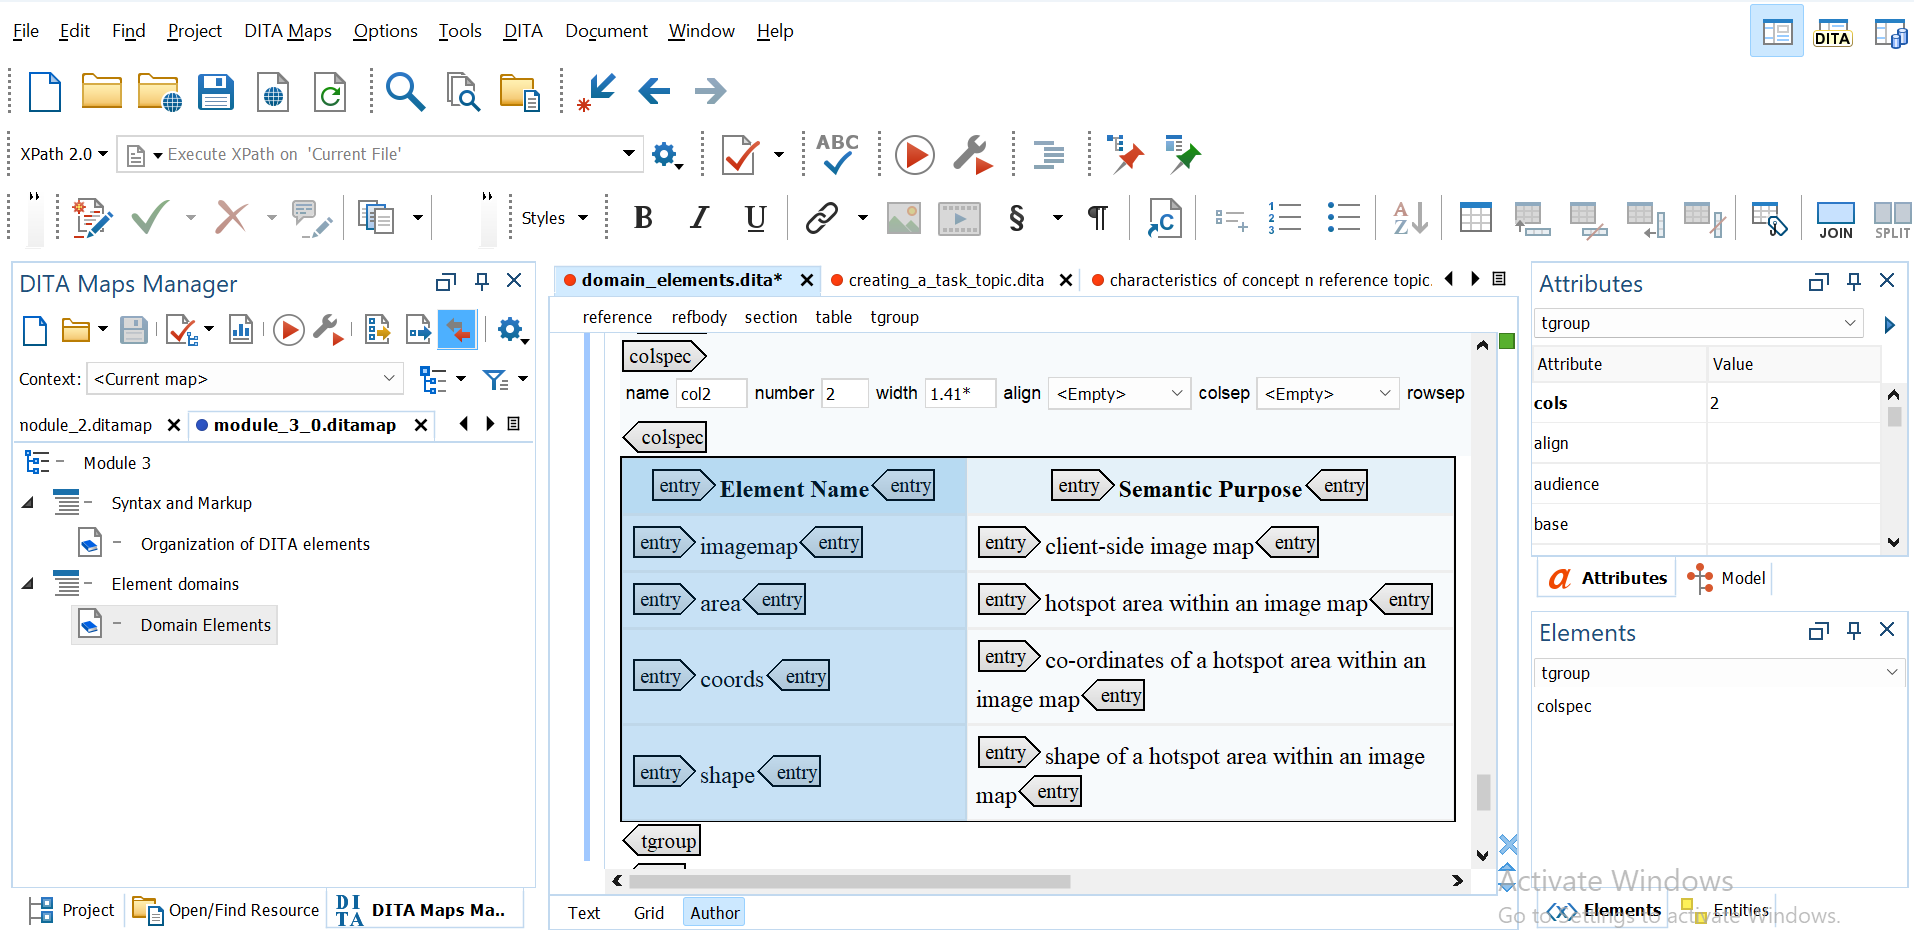 File Edit Find Project DITA Maps Options Tools DITA Document Window Help
DITA
XPath 2.0 Execute XPath on 'Current File'
ABC
Styles B I U § ¶ C 1 2 3 A Z JOIN SPLIT
DITA Maps Manager
Context: <Current map>
nodule_2.ditamap module_3_0.ditamap
Module 3
Syntax and Markup
Organization of DITA elements
Element domains
Domain Elements
Project Open/Find Resource DITA DITA Maps Ma..
domain_elements.dita* creating_a_task_topic.dita characteristics of concept n reference topic.
reference refbody section table tgroup
colspec
name col2 number 2 width 1.41* align <Empty> colsep <Empty> rowsep
colspec
entry Element Name entry entry Semantic Purpose entry
entry imagemap entry entry client-side image map entry
entry area entry entry hotspot area within an image map entry
entry coords entry entry co-ordinates of a hotspot area within an
image map entry
entry shape entry entry shape of a hotspot area within an image
map entry
tgroup
Text Grid Author
Attributes
tgroup
Attribute Value
cols 2
align
audience
base
a Attributes Model
Elements
tgroup
colspec
Elements Entities
Activate Windows
Go to Settings to activate Windows.